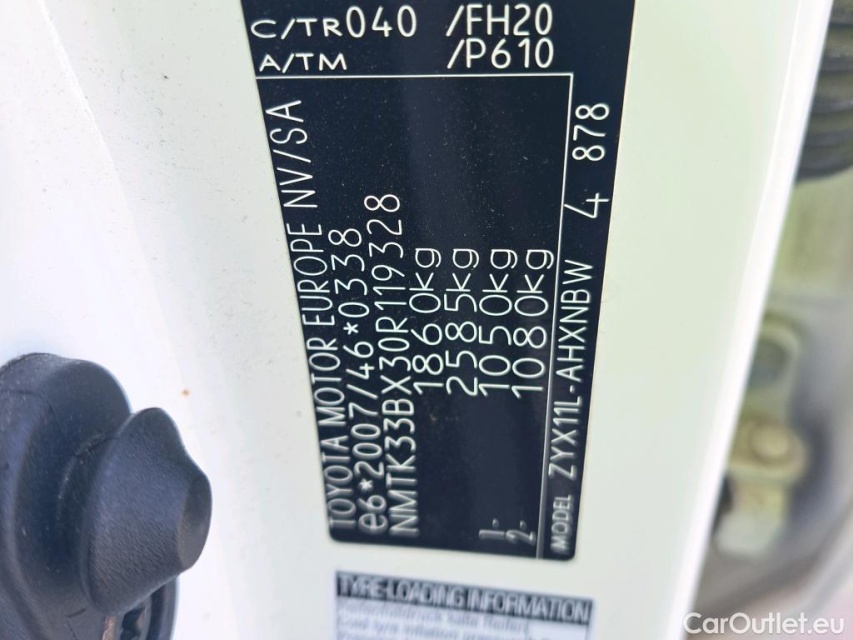 C/TR040 /FH20
A/TM /P610
TOYOTA MOTOR EUROPE NV/SA
e6*2007/46*0338
NMTK33BX30R119328
1860kg
2585kg
1- 1050kg
2- 1080kg
MODEL ZYX11L-AHXNBW 4 878
TYRE-LOADING INFORMATION
CarOutlet.eu